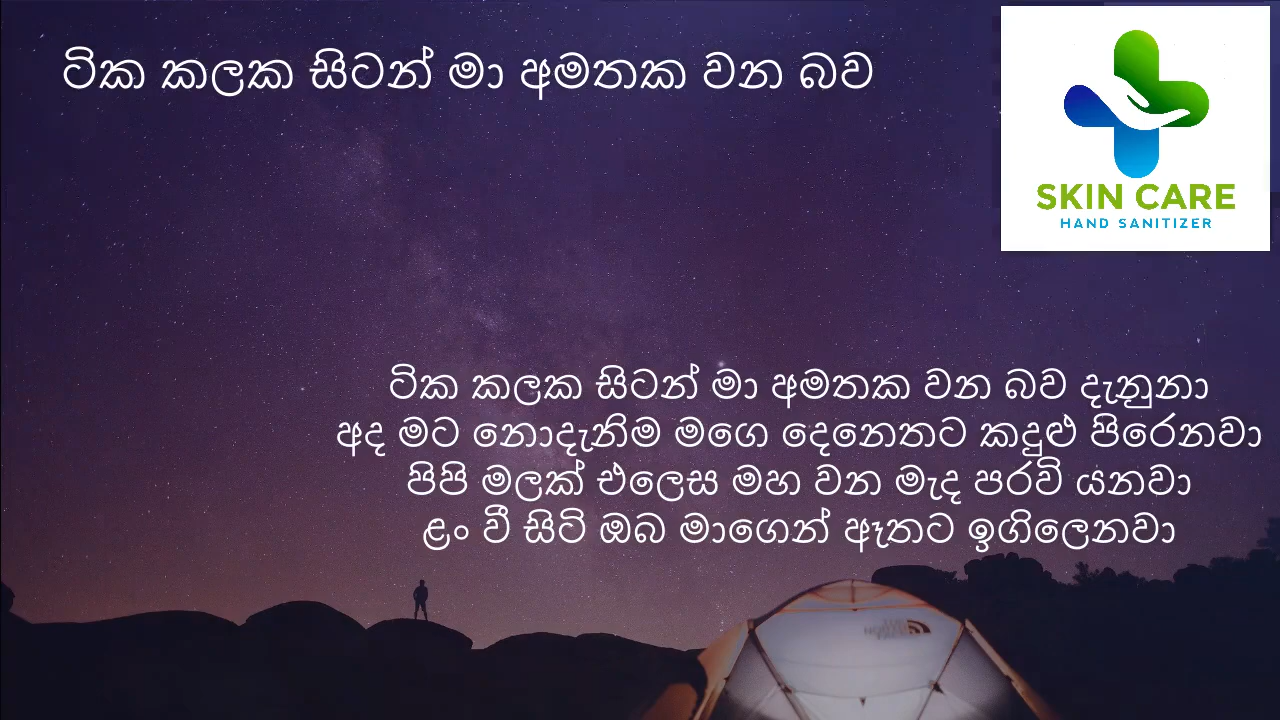 ටික කලක සිටන් මා අමතක වන බව
SKIN CARE
HAND SANITIZER
ටික කලක සිටන් මා අමතක වන බව දැනුනා
අද මට නොදැනිම මගෙ දෙනෙතට කදුළු පිරෙනවා
පිපි මලක් එලෙස මහ වන මැද පරවි යනවා
ළං වී සිටි ඔබ මාගෙන් ඈතට ඉගිලෙනවා